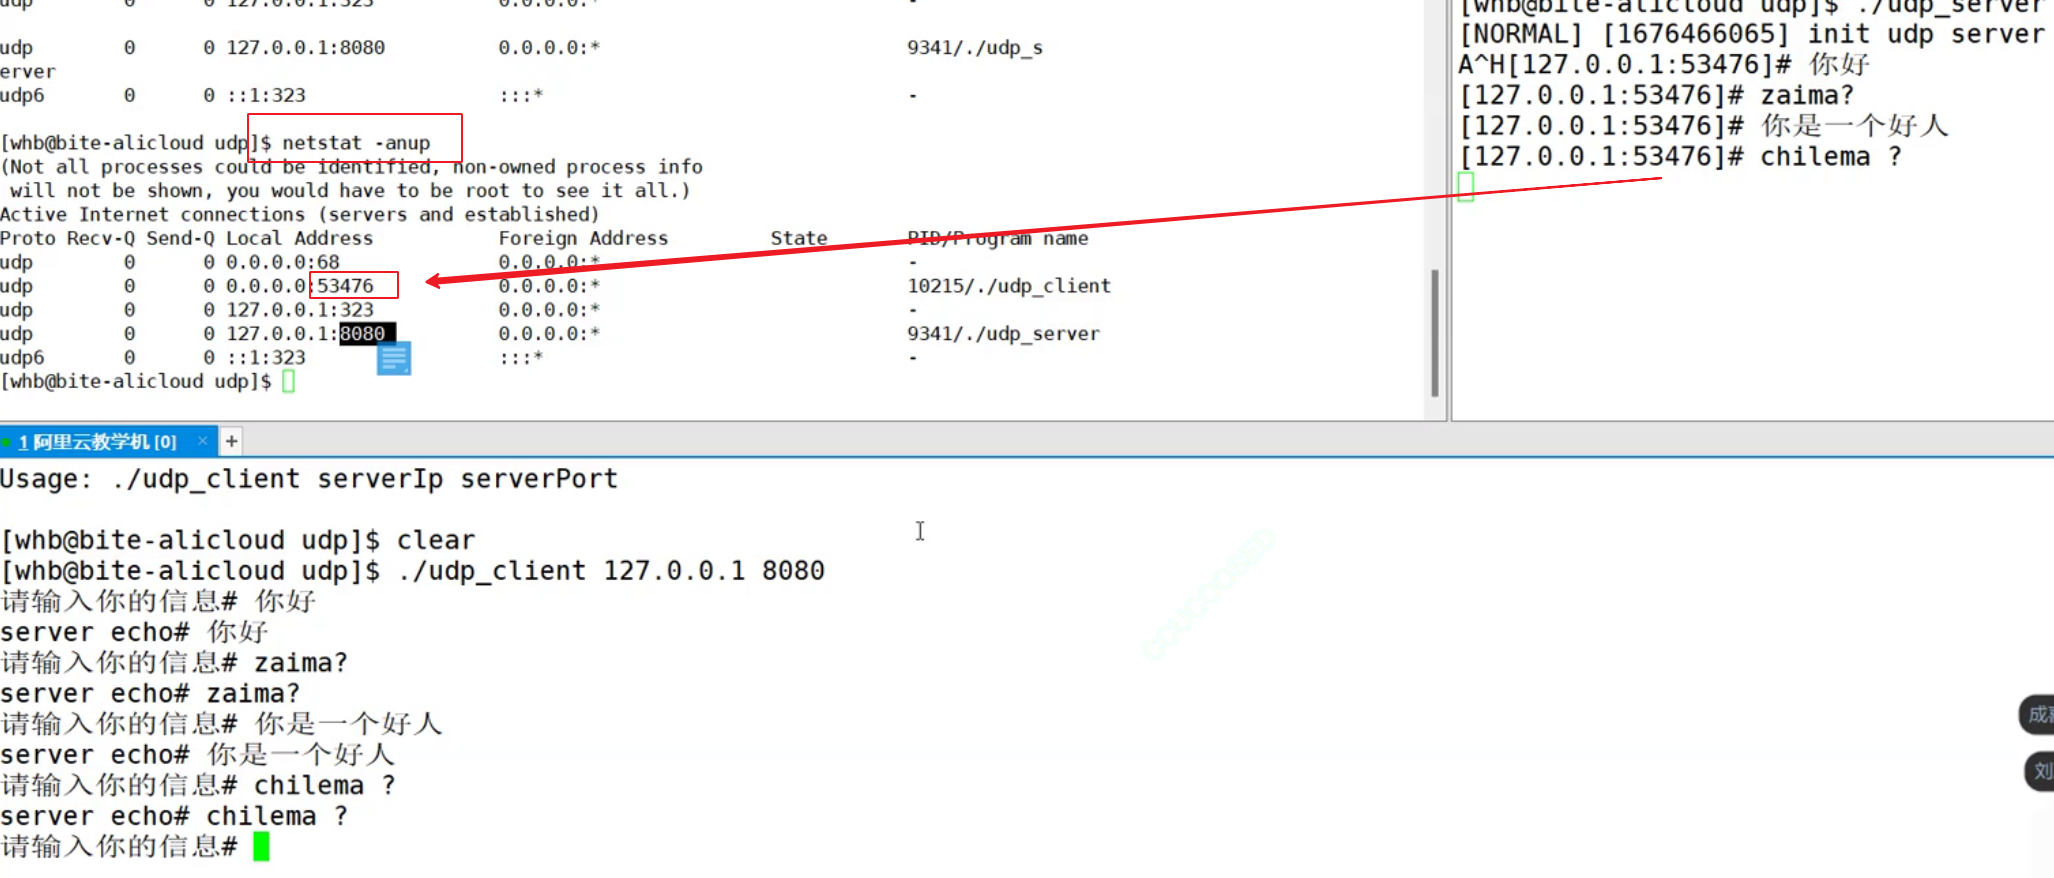 udp 0 0 127.0.0.1:323 0.0.0.0:* -
udp 0 0 127.0.0.1:8080 0.0.0.0:* 9341/./udp_s
erver
udp6 0 0 ::1:323 :::* -
[whb@bite-alicloud udp]$ netstat -anup
(Not all processes could be identified, non-owned process info
will not be shown, you would have to be root to see it all.)
Active Internet connections (servers and established)
Proto Recv-Q Send-Q Local Address Foreign Address State PID/Program name
udp 0 0 0.0.0.0:68 0.0.0.0:* -
udp 0 0 0.0.0.0:53476 0.0.0.0:* 10215/./udp_client
udp 0 0 127.0.0.1:323 0.0.0.0:* -
udp 0 0 127.0.0.1:8080 0.0.0.0:* 9341/./udp_server
udp6 0 0 ::1:323 :::* -
[whb@bite-alicloud udp]$
[whb@bite-alicloud udp]$ ./udp_server
[NORMAL] [1676466065] init udp server
A^H[127.0.0.1:53476]# 你好
[127.0.0.1:53476]# zaima?
[127.0.0.1:53476]# 你是一个好人
[127.0.0.1:53476]# chilema ?
1 阿里云教学机 [0] × +
Usage: ./udp_client serverIp serverPort
[whb@bite-alicloud udp]$ clear
[whb@bite-alicloud udp]$ ./udp_client 127.0.0.1 8080
请输入你的信息# 你好
server echo# 你好
请输入你的信息# zaima?
server echo# zaima?
请输入你的信息# 你是一个好人
server echo# 你是一个好人
请输入你的信息# chilema ?
server echo# chilema ?
请输入你的信息#
成
刘